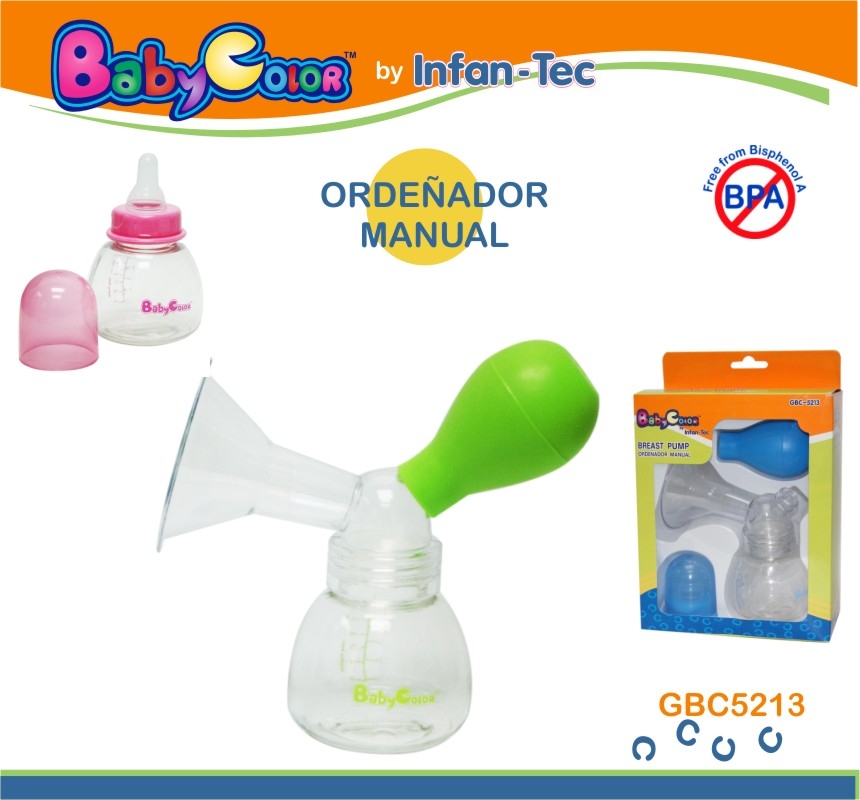 BabyColor™ by Infan-Tec
Free from Bisphenol A
BPA
ORDEÑADOR
MANUAL
BabyColor
GBC-5213
BabyColor
by Infan-Tec
BREAST PUMP
ORDEÑADOR MANUAL
BabyColor
GBC5213